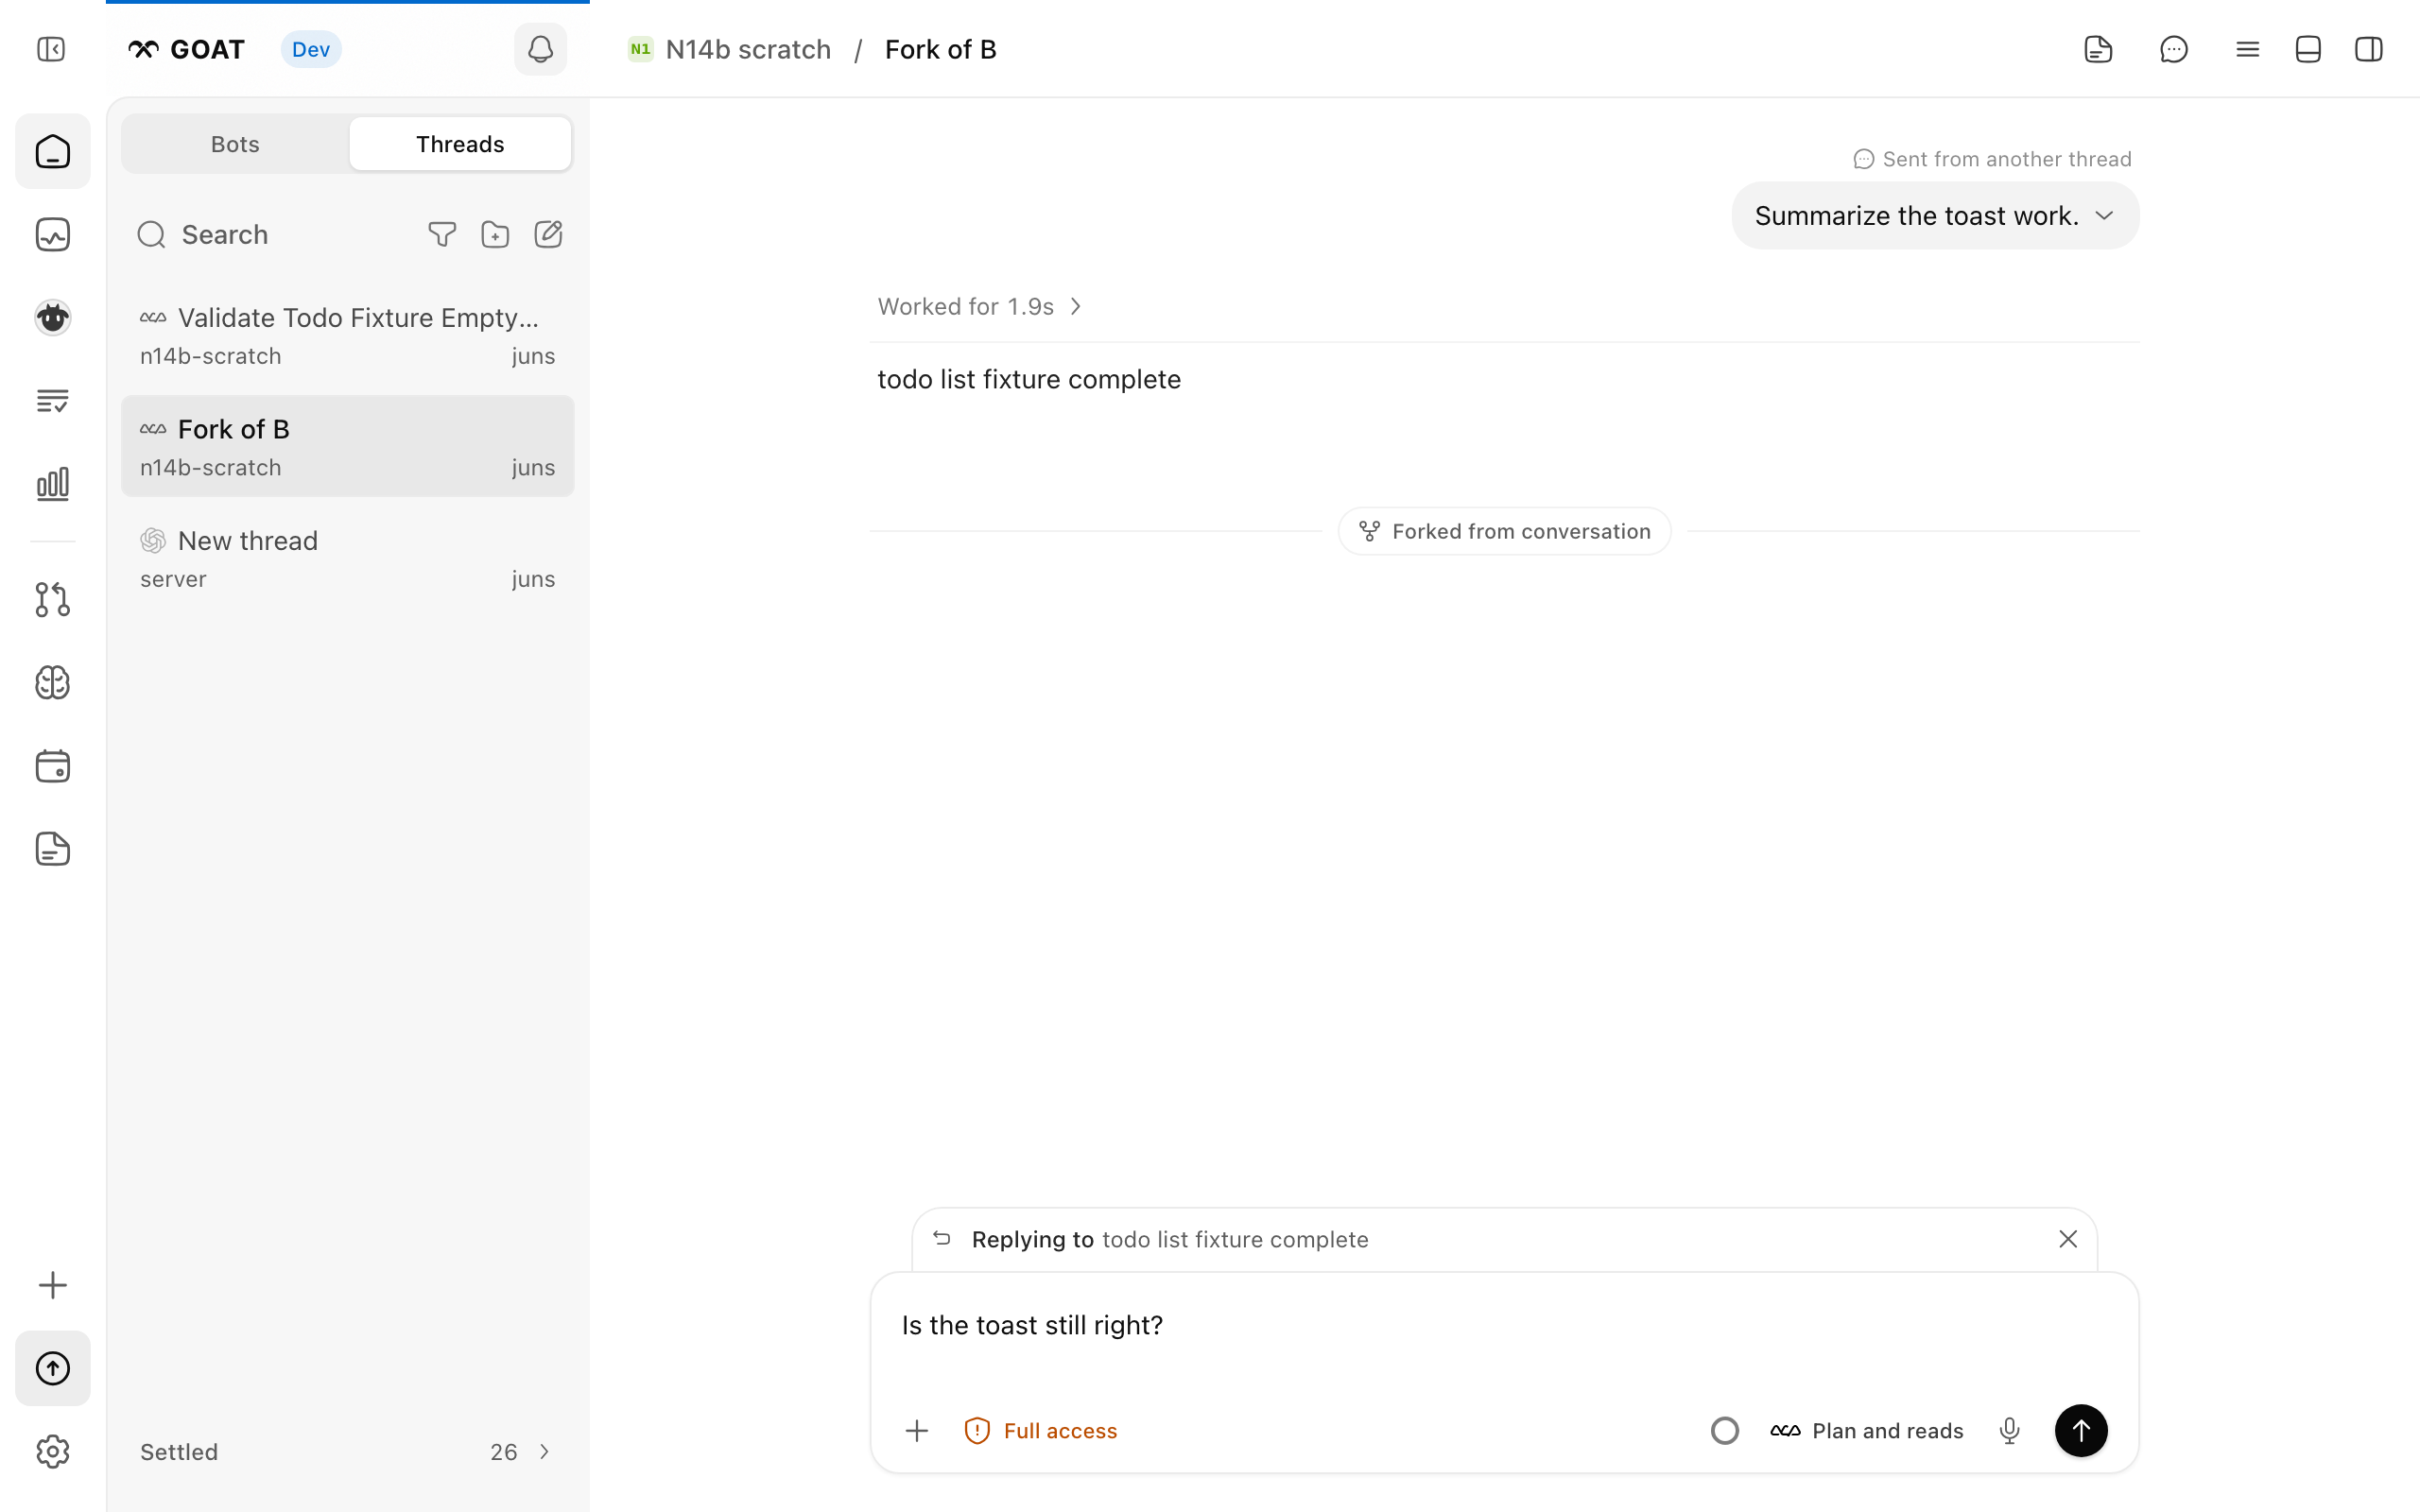 GOAT
Dev
N1 N14b scratch / Fork of B
Bots
Threads
Search
Validate Todo Fixture Empty...
n14b-scratch
juns
Fork of B
n14b-scratch
juns
New thread
server
juns
Settled
26
Sent from another thread
Summarize the toast work.
Worked for 1.9s
todo list fixture complete
Forked from conversation
Replying to todo list fixture complete
Is the toast still right?
Full access
Plan and reads